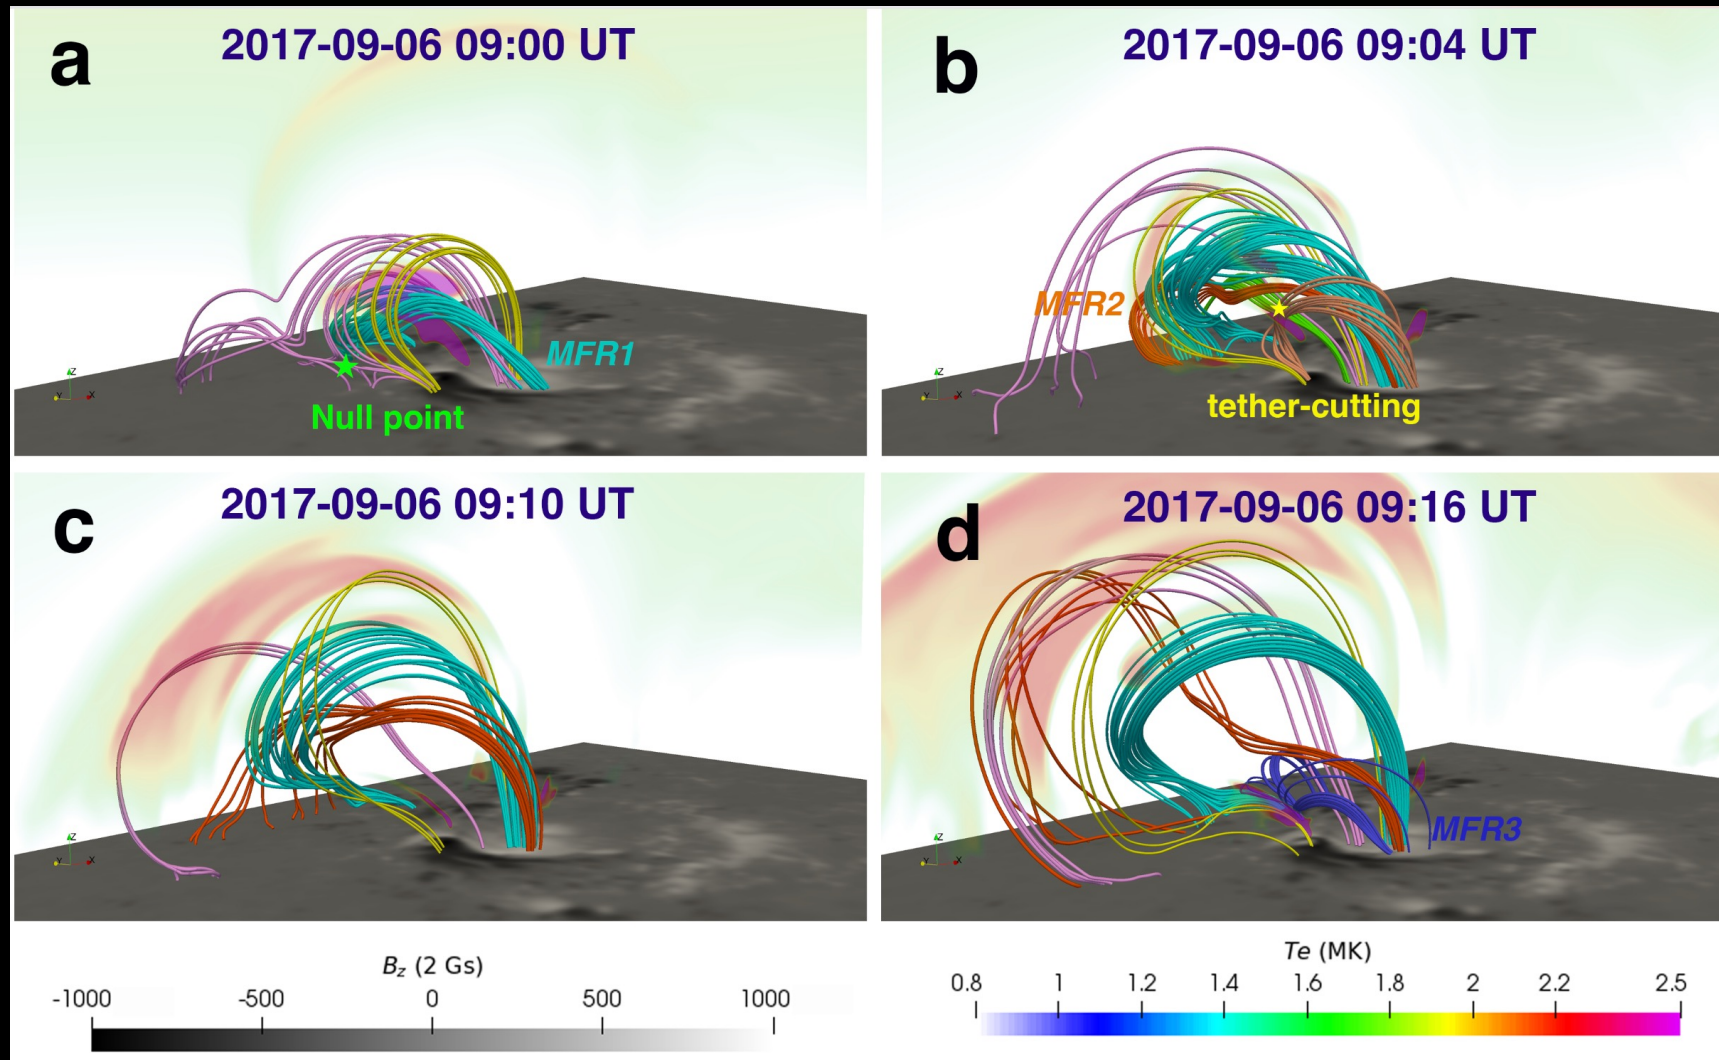 a
2017-09-06 09:00 UT
MFR1
Null point
Z
Y
X
b
2017-09-06 09:04 UT
MFR2
tether-cutting
Z
Y
X
c
2017-09-06 09:10 UT
Z
Y
X
d
2017-09-06 09:16 UT
MFR3
Z
Y
X
Bz (2 Gs)
-1000 -500 0 500 1000
Te (MK)
0.8 1 1.2 1.4 1.6 1.8 2 2.2 2.5